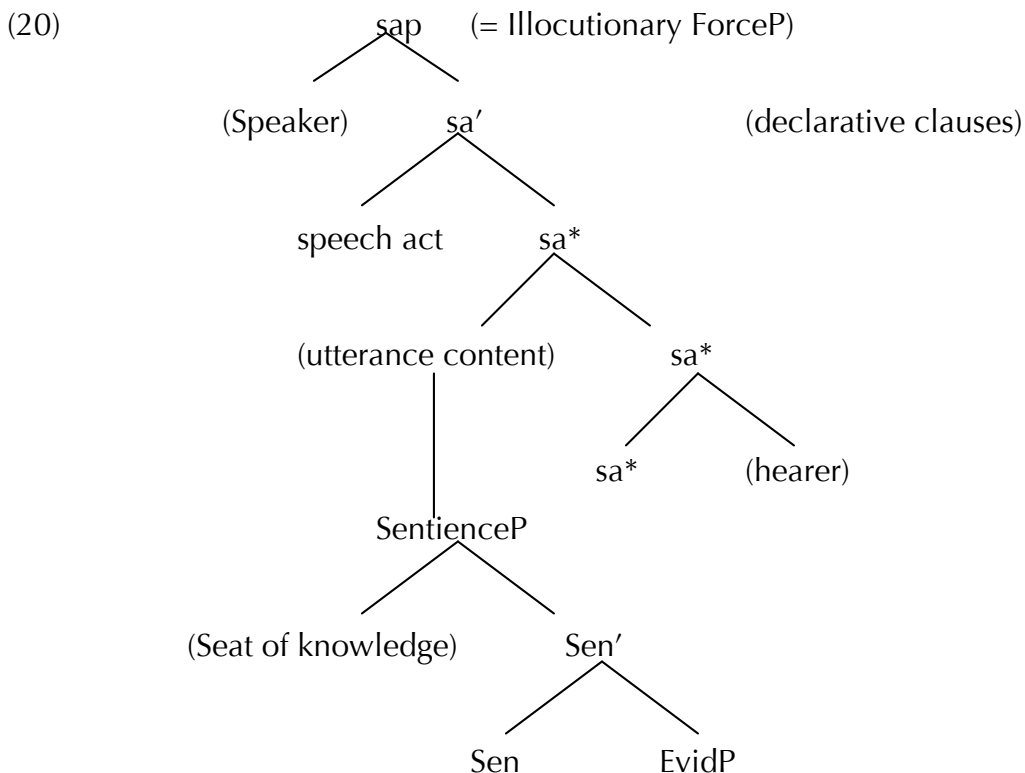 (20) sap (= Illocutionary ForceP)
(Speaker) sa′ (declarative clauses)
speech act sa*
(utterance content) sa*
sa* (hearer)
SentienceP
(Seat of knowledge) Sen′
Sen EvidP